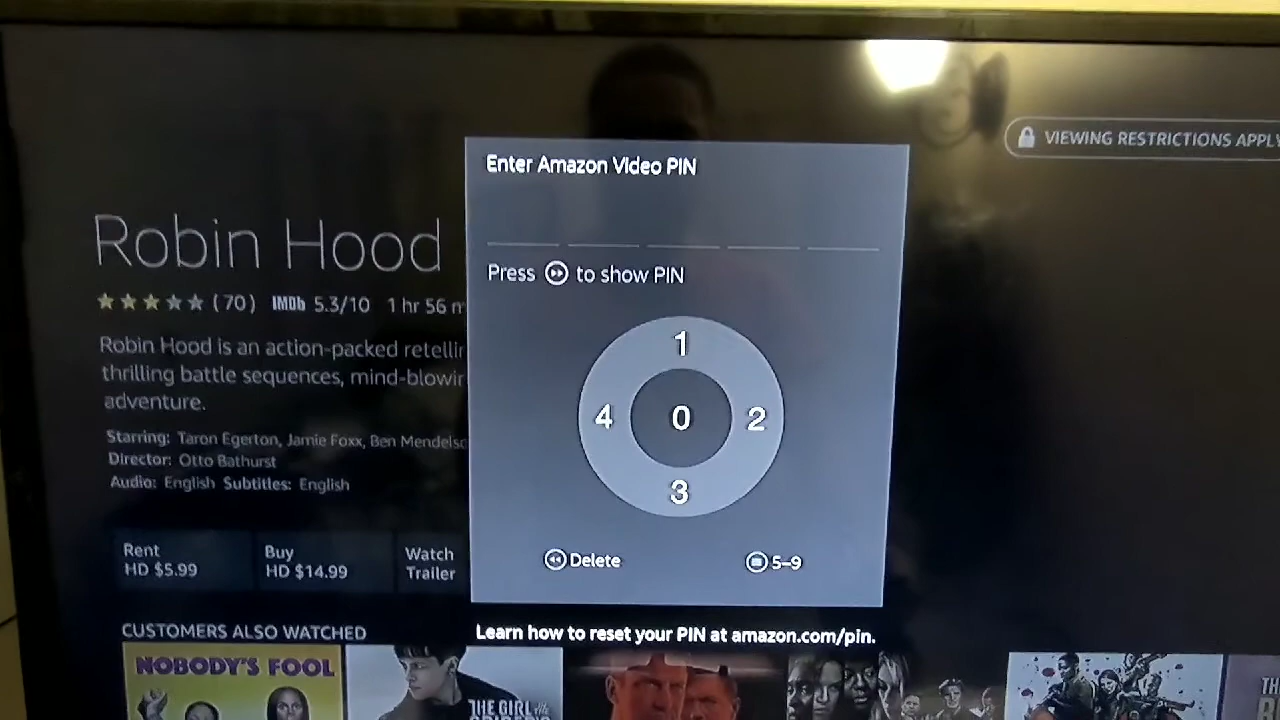 VIEWING RESTRICTIONS APPLY
Enter Amazon Video PIN
Robin Hood
Press to show PIN
(70) IMDb 5.3/10 1 hr 56 m
Robin Hood is an action-packed
thrilling battle sequences,
adventure.
Starring: Taron Egerton, Jamie Foxx, Ben
Director: Otto Bathurst
Audio: English Subtitles: English
1
4 0 2
3
Rent
HD $5.99
Buy
HD $14.99
Watch
Trailer
Delete
5-9
CUSTOMERS ALSO WATCHED
Learn how to reset your PIN at amazon.com/pin.
NOBODY'S FOOL
THE GIRL